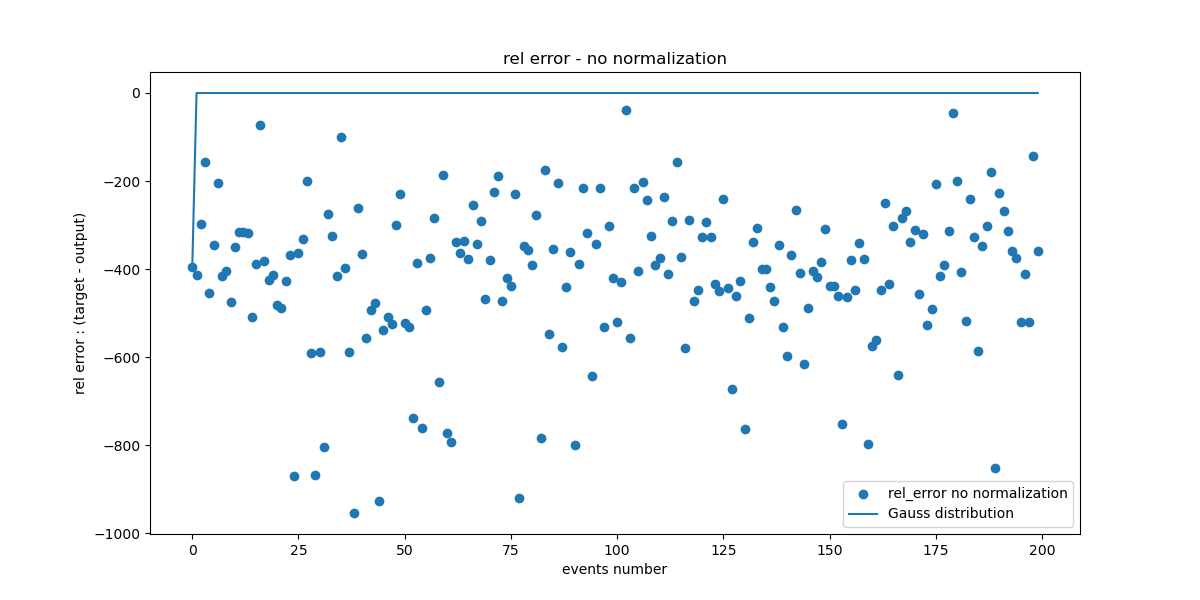 rel error - no normalization
rel error : (target - output)
0
−200
−400
−600
−800
−1000
0 25 50 75 100 125 150 175 200
events number
rel_error no normalization
Gauss distribution